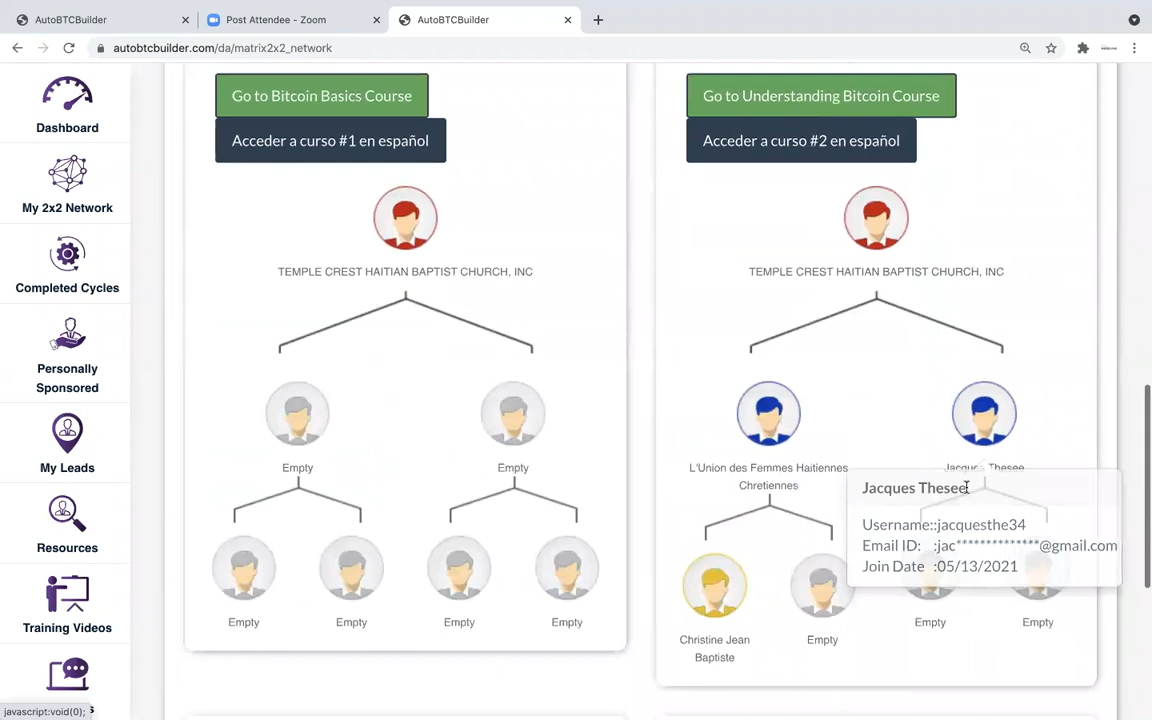 AutoBTCBuilder
Post Attendee - Zoom
AutoBTCBuilder
autobtcbuilder.com/da/matrix2x2_network
Dashboard
My 2x2 Network
Completed Cycles
Personally
Sponsored
My Leads
Resources
Training Videos
s
javascript:void(0);
Go to Bitcoin Basics Course
Acceder a curso #1 en español
TEMPLE CREST HAITIAN BAPTIST CHURCH, INC
Empty
Empty
Empty
Empty
Empty
Empty
Go to Understanding Bitcoin Course
Acceder a curso #2 en español
TEMPLE CREST HAITIAN BAPTIST CHURCH, INC
L'Union des Femmes Haitiennes
Chretiennes
Jacques Thesee
Jacques Thesee
Username::jacquesthe34
Email ID: :jac**************@gmail.com
Join Date :05/13/2021
Christine Jean
Baptiste
Empty
Empty
Empty